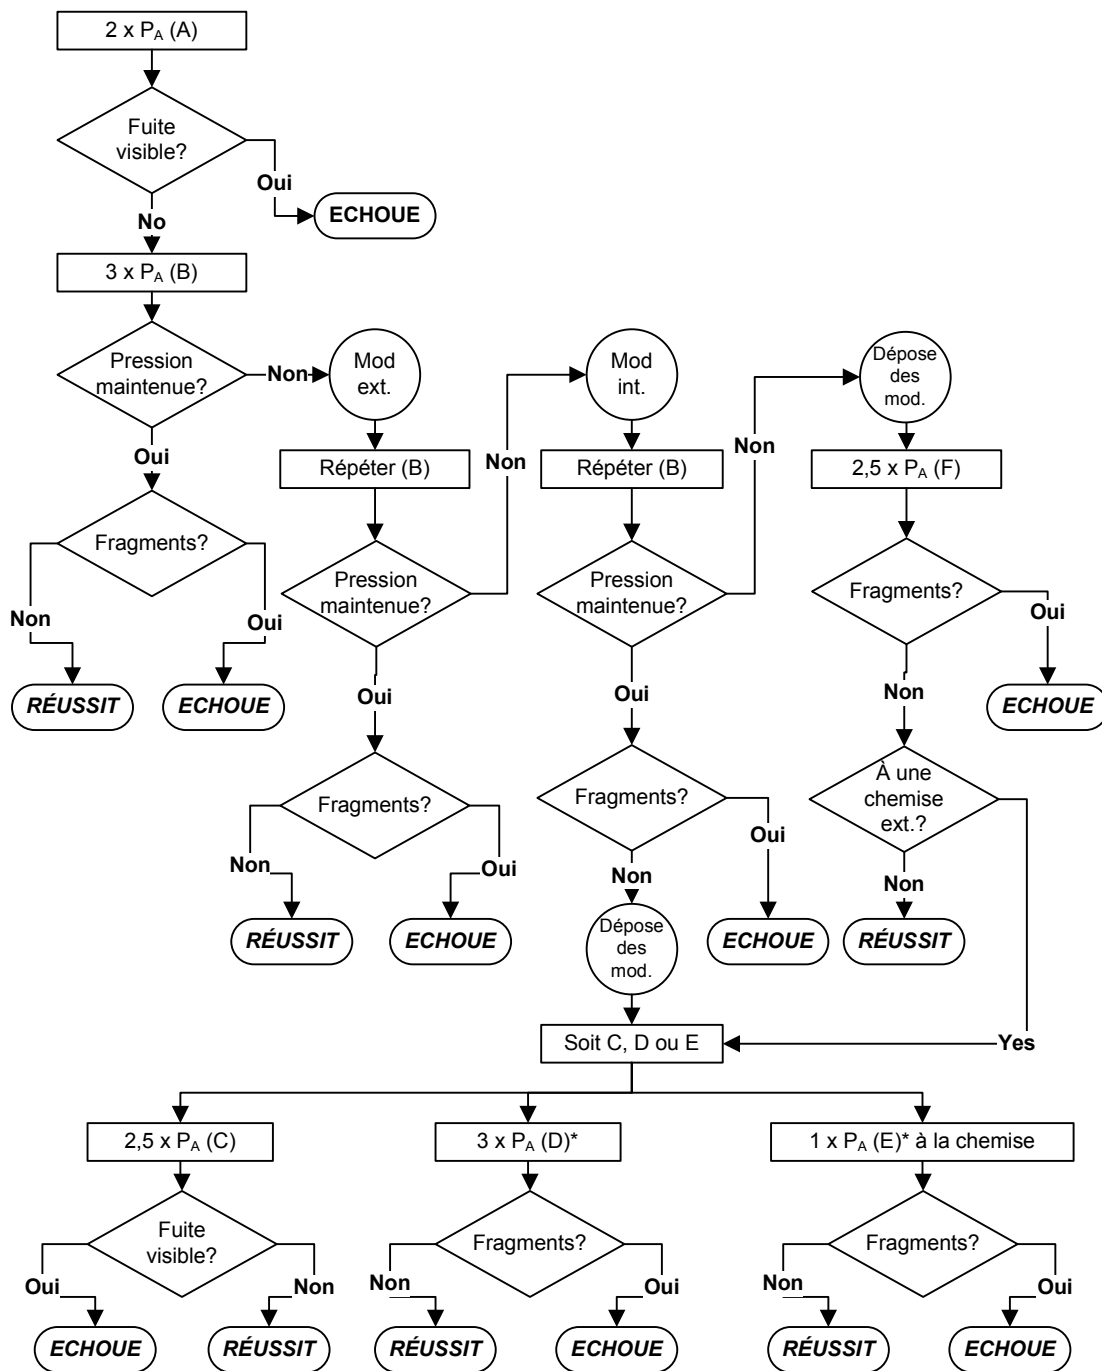 2 x PA (A)
Fuite
visible?
Oui
ECHOUE
No
3 x PA (B)
Pression
maintenue?
Non
Mod
ext.
Mod
int.
Dépose
des
mod.
Oui
Répéter (B)
Non
Répéter (B)
Non
2,5 x PA (F)
Fragments?
Pression
maintenue?
Pression
maintenue?
Fragments?
Non
Oui
Oui
RÉUSSIT
ECHOUE
Oui
Oui
Non
ECHOUE
Fragments?
Fragments?
À une
chemise
ext.?
Non
Oui
Non
Oui
Non
RÉUSSIT
ECHOUE
Dépose
des
mod.
ECHOUE
RÉUSSIT
Soit C, D ou E
Yes
2,5 x PA (C)
3 x PA (D)*
1 x PA (E)* à la chemise
Fuite
visible?
Fragments?
Fragments?
Oui
Non
Non
Oui
Non
Oui
ECHOUE
RÉUSSIT
RÉUSSIT
ECHOUE
RÉUSSIT
ECHOUE